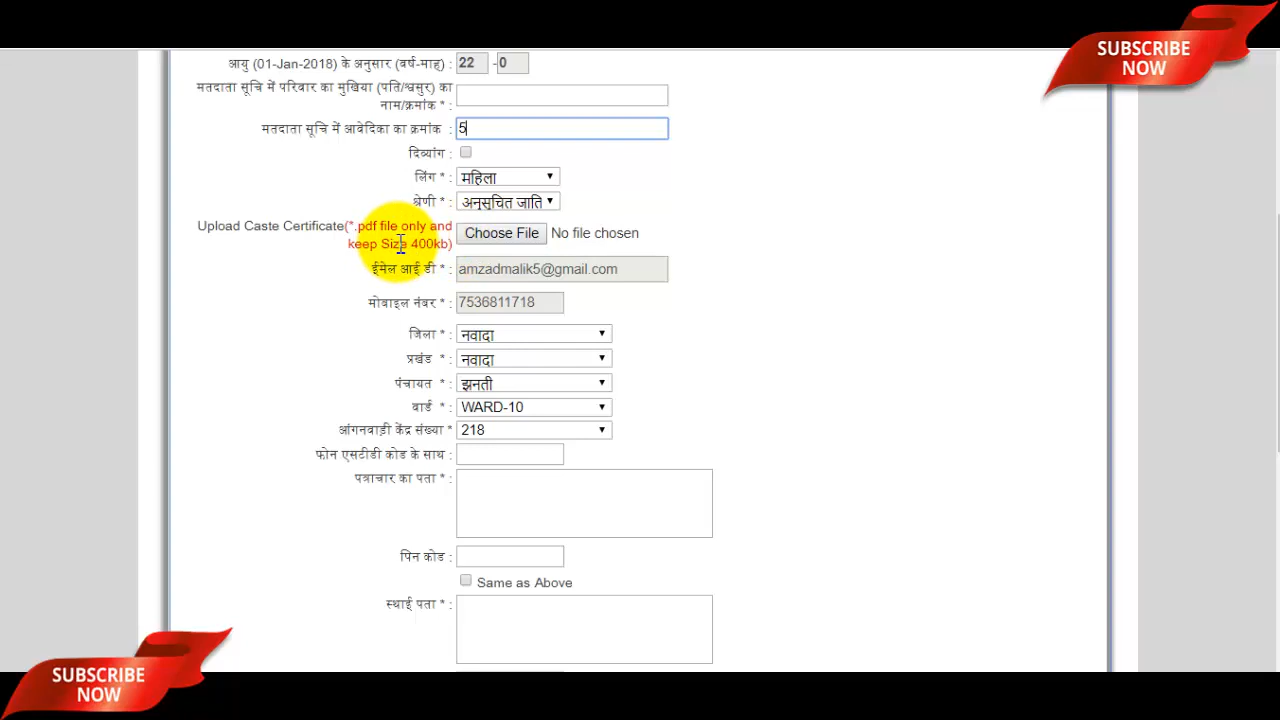 SUBSCRIBE
NOW
आयु (01-Jan-2018) के अनुसार (वर्ष-माह) : 22 -0
मतदाता सूचि में परिवार का मुखिया (पति/श्वसुर) का
नाम/क्रमांक * :
मतदाता सूचि में आवेदिका का क्रमांक : 5
दिव्यांग :
लिंग * : महिला
श्रेणी * : अनुसूचित जाति
Upload Caste Certificate(*.pdf file only and
keep Size 400kb) Choose File No file chosen
ईमेल आई डी * : amzadmalik5@gmail.com
मोबाइल नंबर * : 7536811718
जिला * : नवादा
प्रखंड * : नवादा
पंचायत * : झनती
वार्ड * : WARD-10
आंगनवाड़ी केंद्र संख्या * 218
फोन एसटीडी कोड के साथ :
पत्राचार का पता * :
पिन कोड :
Same as Above
स्थाई पता * :
SUBSCRIBE
NOW